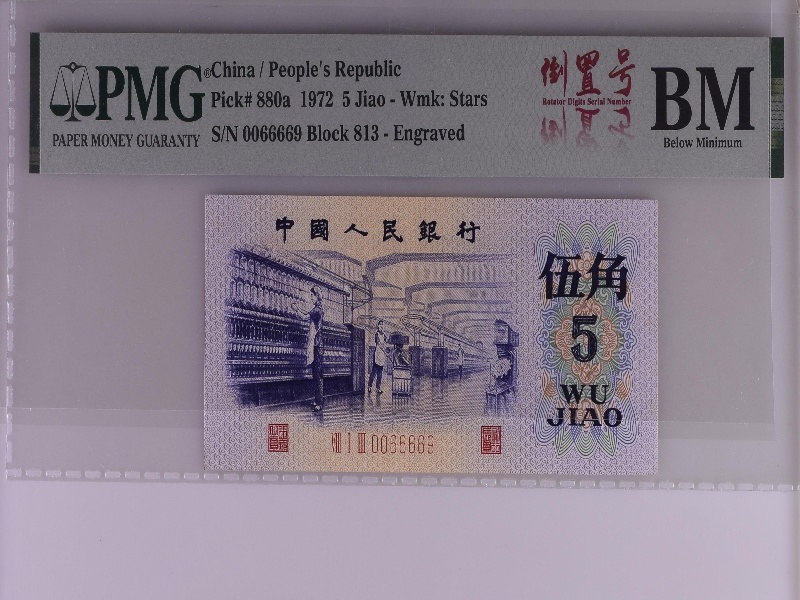 PMG®
PAPER MONEY GUARANTY
China / People's Republic
Pick# 880a 1972 5 Jiao - Wmk: Stars
S/N 0066669 Block 813 - Engraved
倒置号
Rotator Digits Serial Number
BM
Below Minimum
中國人民銀行
伍角
5
WU
JIAO
VIII I III 0066669